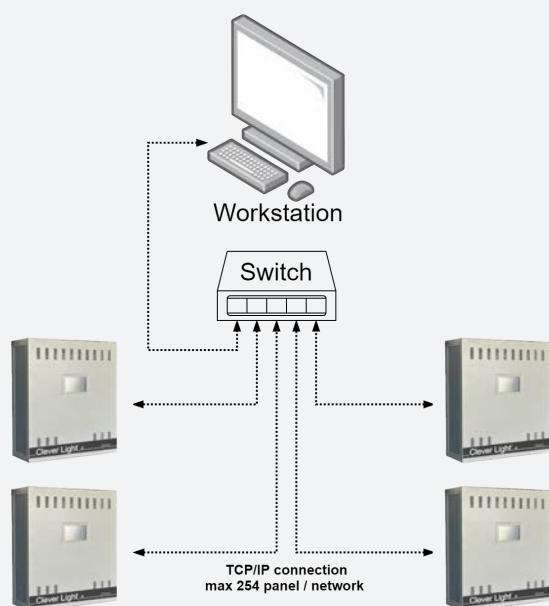 Workstation
Switch
Clever Light
Clever Light
Clever Light
Clever Light
TCP/IP connection
max 254 panel / network